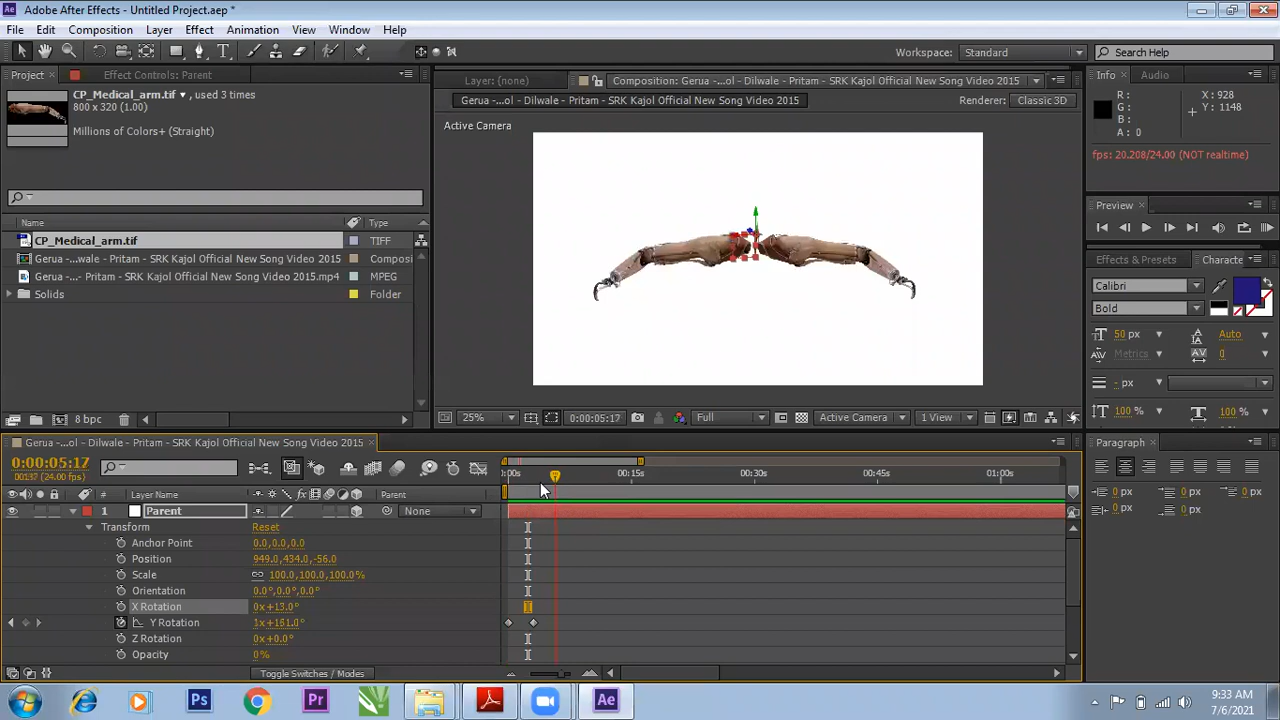 Adobe After Effects - Untitled Project.aep *
File Edit Composition Layer Effect Animation View Window Help
Workspace: Standard Search Help
Project Effect Controls: Parent
CP_Medical_arm.tif ▼ , used 3 times
800 x 320 (1.00)
Millions of Colors+ (Straight)
Name Type
CP_Medical_arm.tif TIFF
Gerua -...wale - Pritam - SRK Kajol Official New Song Video 2015 Composi
Gerua -...- Pritam - SRK Kajol Official New Song Video 2015.mp4 MPEG
Solids Folder
8 bpc
Layer: (none) Composition: Gerua -...ol - Dilwale - Pritam - SRK Kajol Official New Song Video 2015
Gerua -...ol - Dilwale - Pritam - SRK Kajol Official New Song Video 2015 Renderer: Classic 3D
Active Camera
25% 0:00:05:17 Full Active Camera 1 View
Info Audio
R: X: 928
G: Y: 1148
B:
A: 0
fps: 20.208/24.00 (NOT realtime)
Preview
Effects & Presets Characte
Calibri
Bold
50 px Auto
Metrics 0
- px
100 % 100 %
Paragraph
0 px 0 px 0 px
0 px 0 px
Gerua -...ol - Dilwale - Pritam - SRK Kajol Official New Song Video 2015
0:00:05:17
00137 (24.00 fps)
:00s 00:15s 00:30s 00:45s 01:00s
# Layer Name Parent
1 Parent None
Transform Reset
Anchor Point 0.0,0.0,0.0
Position 949.0,434.0,-56.0
Scale 100.0,100.0,100.0%
Orientation 0.0°,0.0°,0.0°
X Rotation 0x+13.0°
Y Rotation 1x+151.0°
Z Rotation 0x+0.0°
Opacity 0%
Toggle Switches / Modes
Ps Pr Ae
9:33 AM
7/6/2021